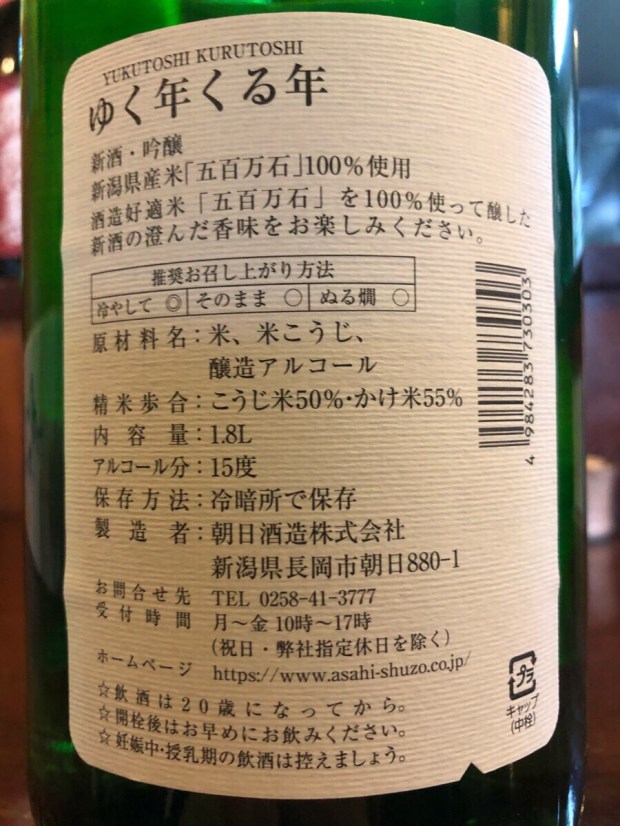 YUKUTOSHI KURUTOSHI
ゆく年くる年
新酒・吟醸
新潟県産米「五百万石」100%使用
酒造好適米「五百万石」を100%使って醸した
新酒の澄んだ香味をお楽しみください。
推奨お召し上がり方法
冷やして ◎ そのまま ○ ぬる燗 ○
原材料名：米、米こうじ、
醸造アルコール
精米歩合：こうじ米50%・かけ米55%
内容量：1.8L
アルコール分：15度
保存方法：冷暗所で保存
製造者：朝日酒造株式会社
新潟県長岡市朝日880-1
お問合せ先 TEL 0258-41-3777
受付時間 月～金 10時～17時
(祝日・弊社指定休日を除く)
ホームページ https://www.asahi-shuzo.co.jp/
☆飲酒は20歳になってから。
☆開栓後はお早めにお飲みください。
☆妊娠中・授乳期の飲酒は控えましょう。
4984283730303
プラ
キャップ
(中栓)